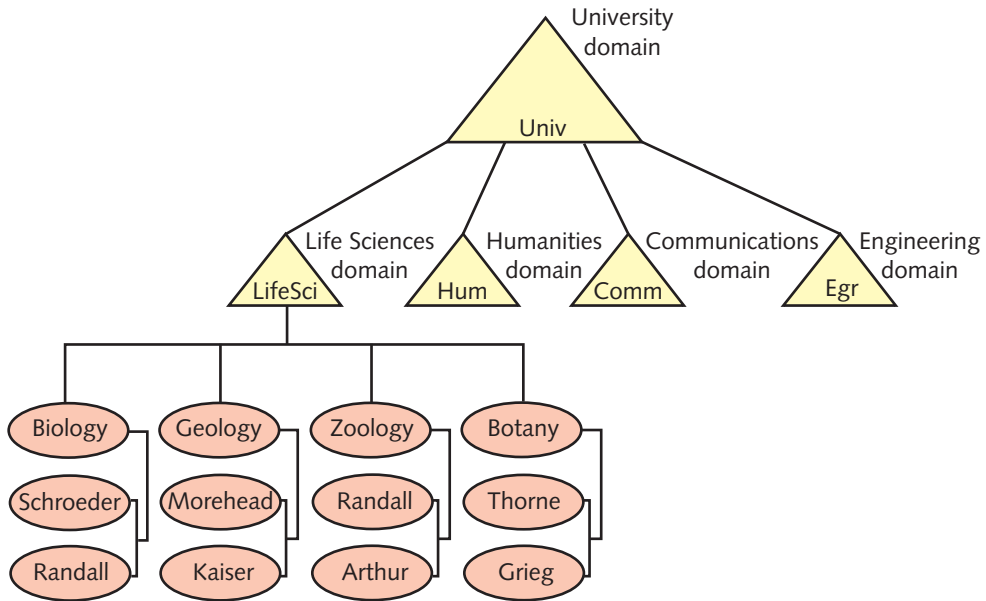 University
domain
Univ
Life Sciences
domain
LifeSci
Humanities
domain
Hum
Communications
domain
Comm
Engineering
domain
Egr
Biology
Geology
Zoology
Botany
Schroeder
Morehead
Randall
Thorne
Randall
Kaiser
Arthur
Grieg